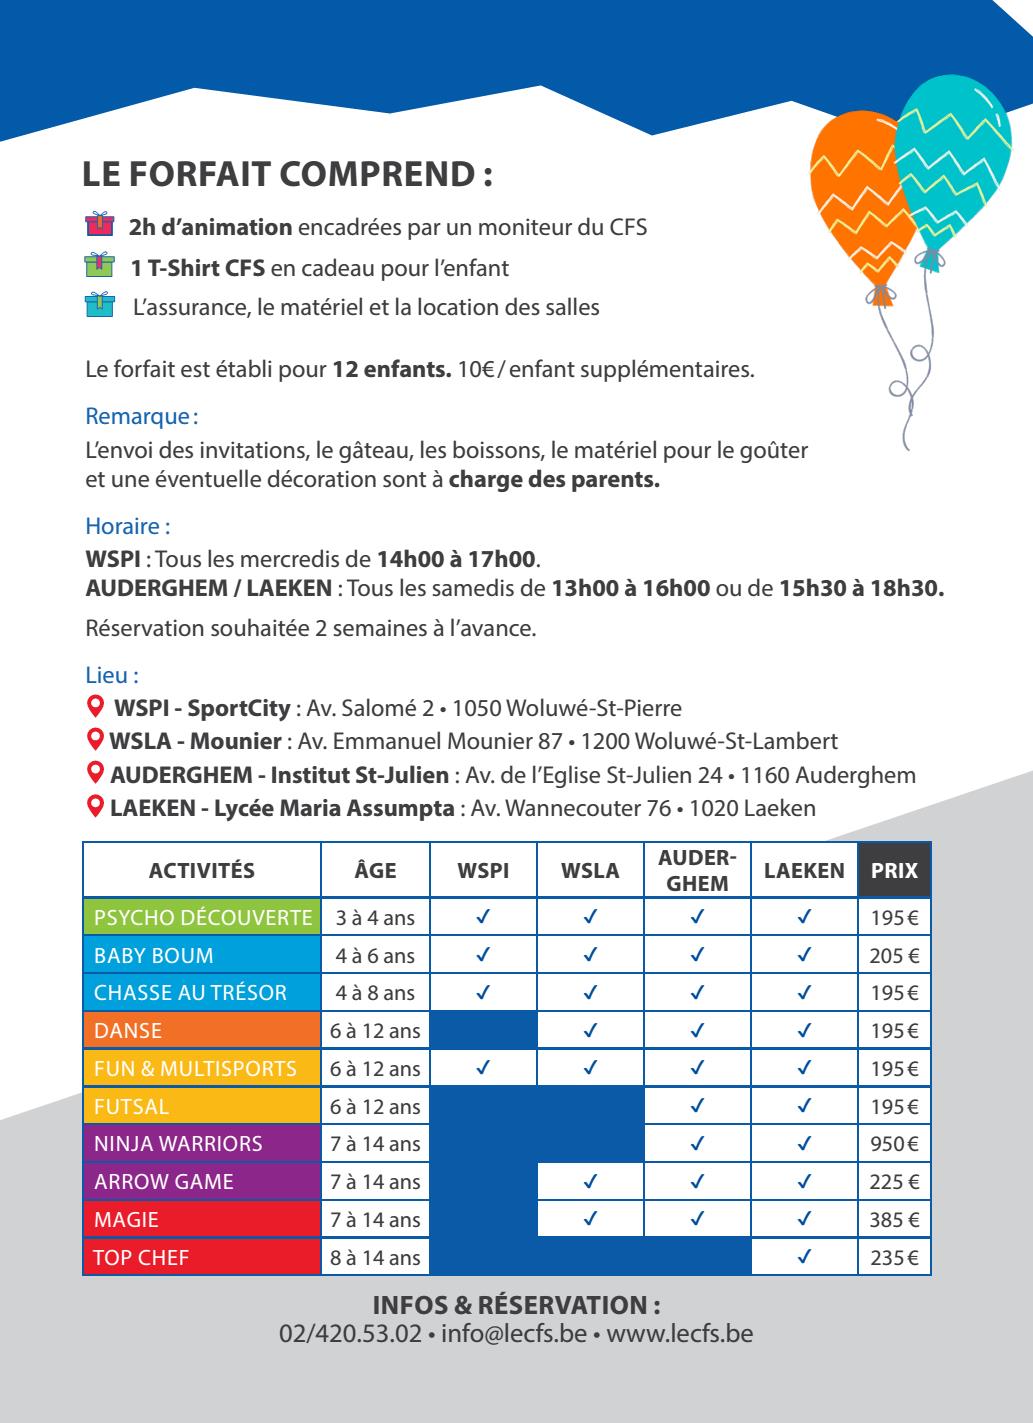 LE FORFAIT COMPREND :
2h d’animation encadrées par un moniteur du CFS
1 T-Shirt CFS en cadeau pour l’enfant
L’assurance, le matériel et la location des salles
Le forfait est établi pour 12 enfants. 10€ / enfant supplémentaires.
Remarque :
L’envoi des invitations, le gâteau, les boissons, le matériel pour le goûter
et une éventuelle décoration sont à charge des parents.
Horaire :
WSPI : Tous les mercredis de 14h00 à 17h00.
AUDERGHEM / LAEKEN : Tous les samedis de 13h00 à 16h00 ou de 15h30 à 18h30.
Réservation souhaitée 2 semaines à l’avance.
Lieu :
WSPI - SportCity : Av. Salomé 2 • 1050 Woluwé-St-Pierre
WSLA - Mounier : Av. Emmanuel Mounier 87 • 1200 Woluwé-St-Lambert
AUDERGHEM - Institut St-Julien : Av. de l’Eglise St-Julien 24 • 1160 Auderghem
LAEKEN - Lycée Maria Assumpta : Av. Wannecouter 76 • 1020 Laeken
ACTIVITÉS ÂGE WSPI WSLA AUDER-GHEM LAEKEN PRIX
PSYCHO DÉCOUVERTE 3 à 4 ans ✓ ✓ ✓ ✓ 195 €
BABY BOUM 4 à 6 ans ✓ ✓ ✓ ✓ 205 €
CHASSE AU TRÉSOR 4 à 8 ans ✓ ✓ ✓ ✓ 195 €
DANSE 6 à 12 ans ✓ ✓ ✓ 195 €
FUN & MULTISPORTS 6 à 12 ans ✓ ✓ ✓ ✓ 195 €
FUTSAL 6 à 12 ans ✓ ✓ 195 €
NINJA WARRIORS 7 à 14 ans ✓ ✓ 950 €
ARROW GAME 7 à 14 ans ✓ ✓ ✓ 225 €
MAGIE 7 à 14 ans ✓ ✓ ✓ 385 €
TOP CHEF 8 à 14 ans ✓ 235 €
INFOS & RÉSERVATION :
02/420.53.02 • info@lecfs.be • www.lecfs.be